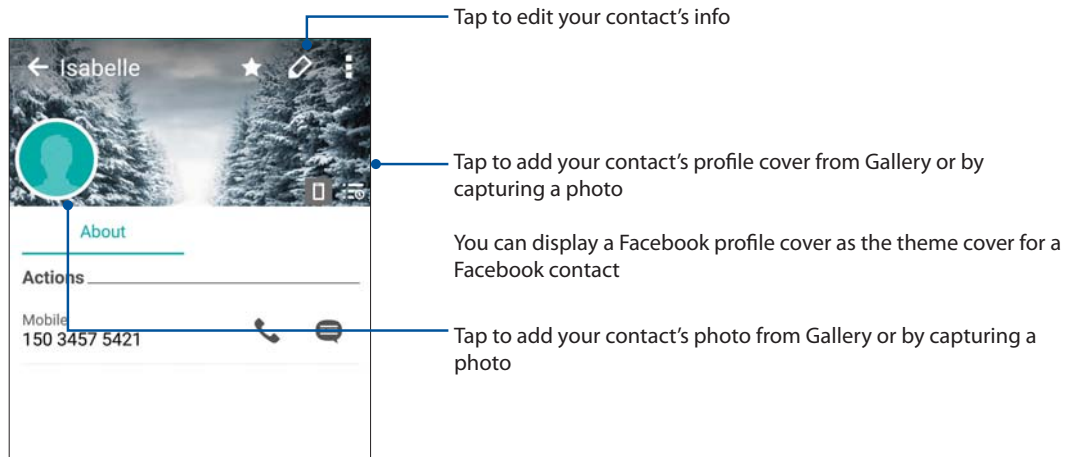 Tap to edit your contact's info
Isabelle
Tap to add your contact's profile cover from Gallery or by
capturing a photo
You can display a Facebook profile cover as the theme cover for a
Facebook contact
About
Actions
Mobile
150 3457 5421
Tap to add your contact's photo from Gallery or by capturing a
photo